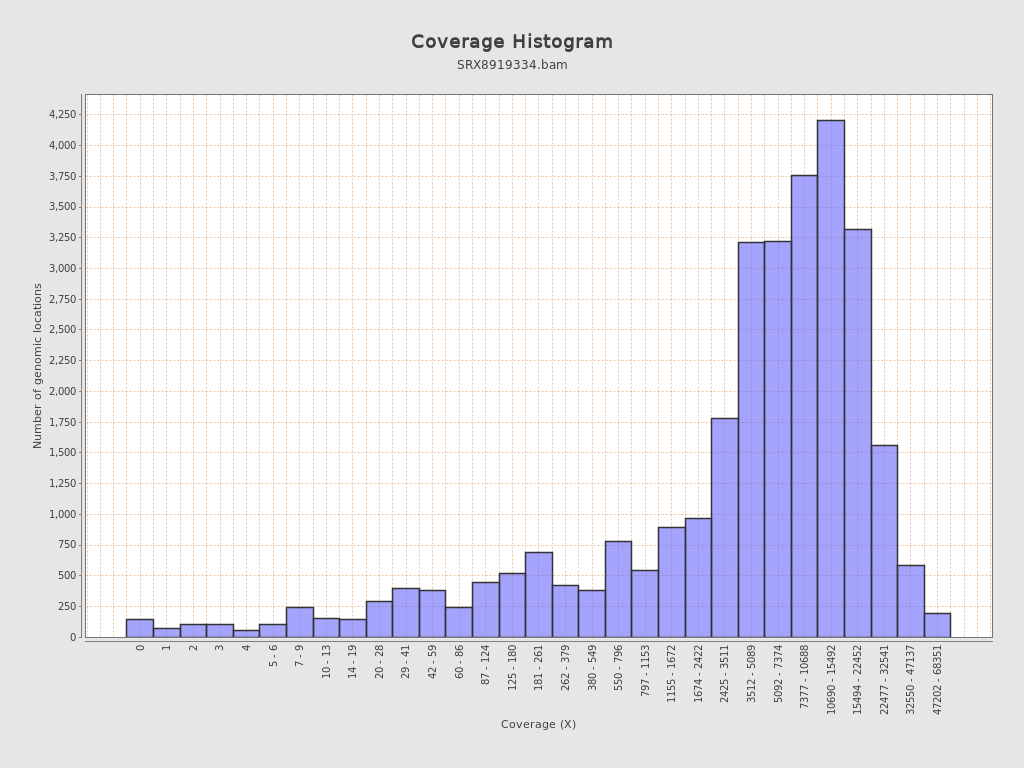 Coverage Histogram
SRX8919334.bam
Number of genomic locations
4,250
4,000
3,750
3,500
3,250
3,000
2,750
2,500
2,250
2,000
1,750
1,500
1,250
1,000
750
500
250
0
0
1
2
3
4
5 - 6
7 - 9
10 - 13
14 - 19
20 - 28
29 - 41
42 - 59
60 - 86
87 - 124
125 - 180
181 - 261
262 - 379
380 - 549
550 - 796
797 - 1153
1155 - 1672
1674 - 2422
2425 - 3511
3512 - 5089
5092 - 7374
7377 - 10688
10690 - 15492
15494 - 22452
22477 - 32541
32550 - 47137
47202 - 68351
Coverage (X)